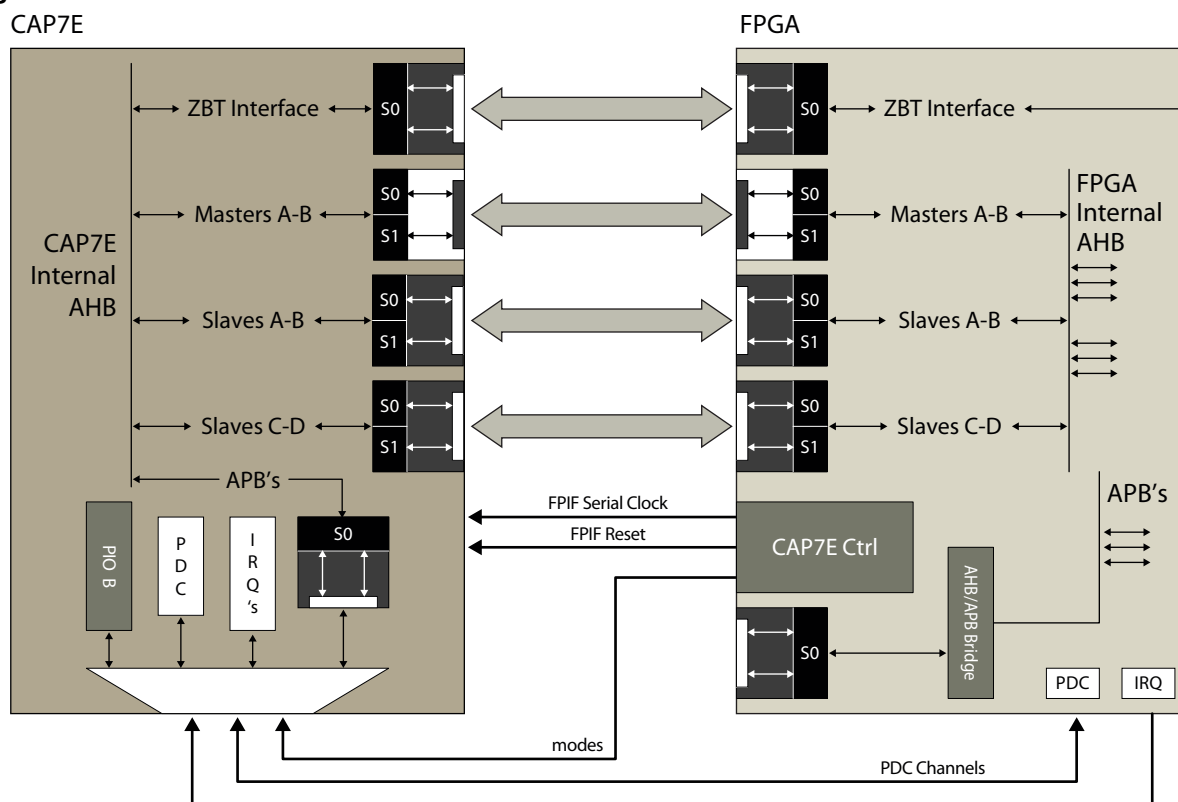 CAP7E
FPGA
ZBT Interface
S0
S0
ZBT Interface
Masters A-B
S0
S1
S0
S1
Masters A-B
FPGA
Internal
AHB
CAP7E
Internal
AHB
Slaves A-B
S0
S1
S0
S1
Slaves A-B
Slaves C-D
S0
S1
S0
S1
Slaves C-D
APB's
APB's
FPIF Serial Clock
FPIF Reset
CAP7E Ctrl
PIO B
P
D
C
I
R
Q
's
S0
S0
AHB/APB Bridge
PDC
IRQ
modes
PDC Channels